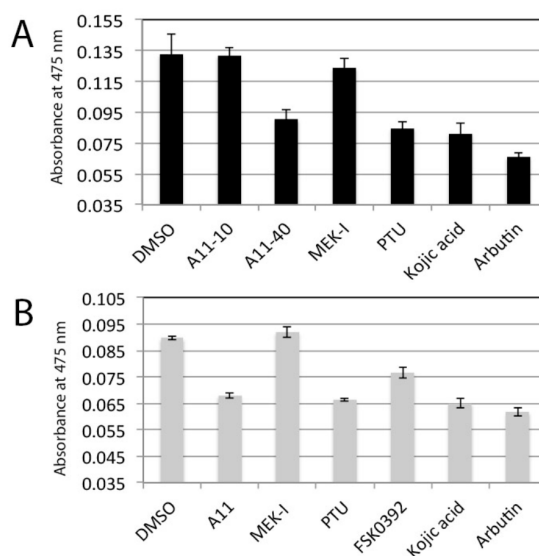 A
Absorbance at 475 nm
0.155
0.135
0.115
0.095
0.075
0.055
0.035
DMSO
A11-10
A11-40
MEK-I
PTU
Kojic acid
Arbutin
B
Absorbance at 475 nm
0.105
0.095
0.085
0.075
0.065
0.055
0.045
0.035
DMSO
A11
MEK-I
PTU
FSK0392
Kojic acid
Arbutin